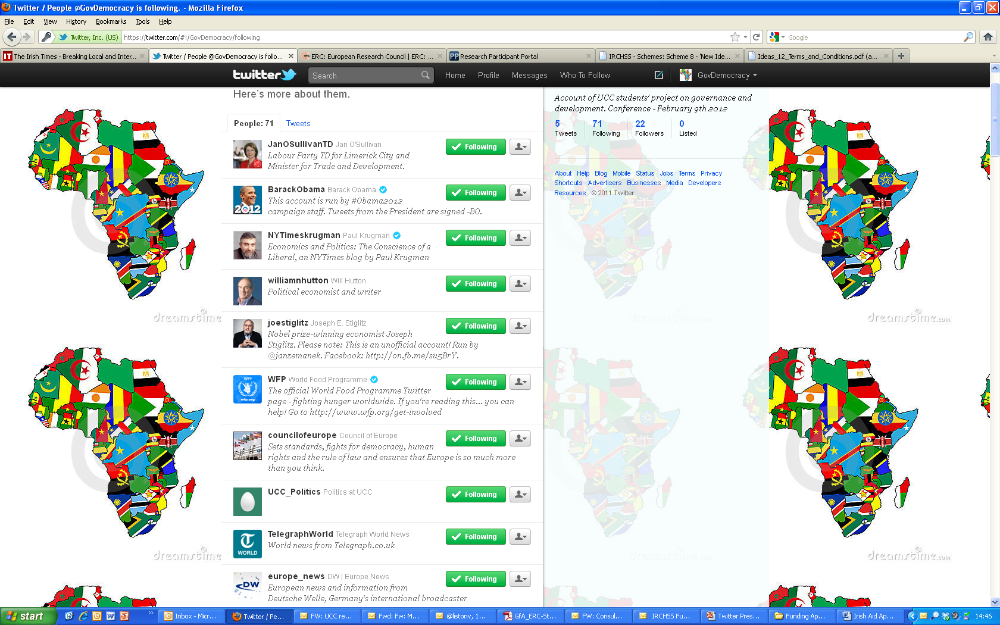 Twitter / People @GovDemocracy is following. - Mozilla Firefox
File Edit View History Bookmarks Tools Help
Twitter, Inc. (US) https://twitter.com/#!/GovDemocracy/following Google
The Irish Times - Breaking Local and Inter... Twitter / People @GovDemocracy is follo... ERC: European Research Council | ERC: ... Research Participant Portal IRCHSS - Schemes: Scheme 8 - 'New Ide... Ideas_12_Terms_and_Conditions.pdf (a...
twitter Search Home Profile Messages Who To Follow GovDemocracy
Here's more about them.
People: 71 Tweets
JanOSullivanTD Jan O'Sullivan
Labour Party TD for Limerick City and
Minister for Trade and Development.
Following
BarackObama Barack Obama
This account is run by #Obama2012
campaign staff. Tweets from the President are signed -BO.
2012
Following
NYTimeskrugman Paul Krugman
Economics and Politics: The Conscience of a
Liberal, an NYTimes blog by Paul Krugman
Following
williamnhutton Will Hutton
Political economist and writer
Following
joestiglitz Joseph E. Stiglitz
Nobel prize-winning economist Joseph
Stiglitz. Please note: This is an unofficial account! Run by
@janzemanek. Facebook: http://on.fb.me/su5BrY.
Following
WFP World Food Programme
The official World Food Programme Twitter
page - fighting hunger worldwide. If you're reading this... you can
help! Go to http://www.wfp.org/get-involved
WFP
wfp.org
Following
councilofeurope Council of Europe
Sets standards, fights for democracy, human
rights and the rule of law and ensures that Europe is so much more
than you think.
Following
UCC_Politics Politics at UCC
Following
TelegraphWorld Telegraph World News
World news from Telegraph.co.uk
T
WORLD
Following
europe_news DW | Europe News
European news and information from
Deutsche Welle, Germany's international broadcaster
DW
Following
Account of UCC students' project on governance and
development. Conference - February 9th 2012
5 71 22 0
Tweets Following Followers Listed
About Help Blog Mobile Status Jobs Terms Privacy
Shortcuts Advertisers Businesses Media Developers
Resources © 2011 Twitter
dreamstime
dreamstime.com
dreamstime
dreamstime.com
start Inbox - Micr... Twitter / Pe... FW: UCC re... Fwd: Fw: M... @listonv, 1... GfA_ERC-St... FW: Consul... IRCHSS Fu... Twitter Pres... Funding Ap... Irish Aid Ap... 14:46